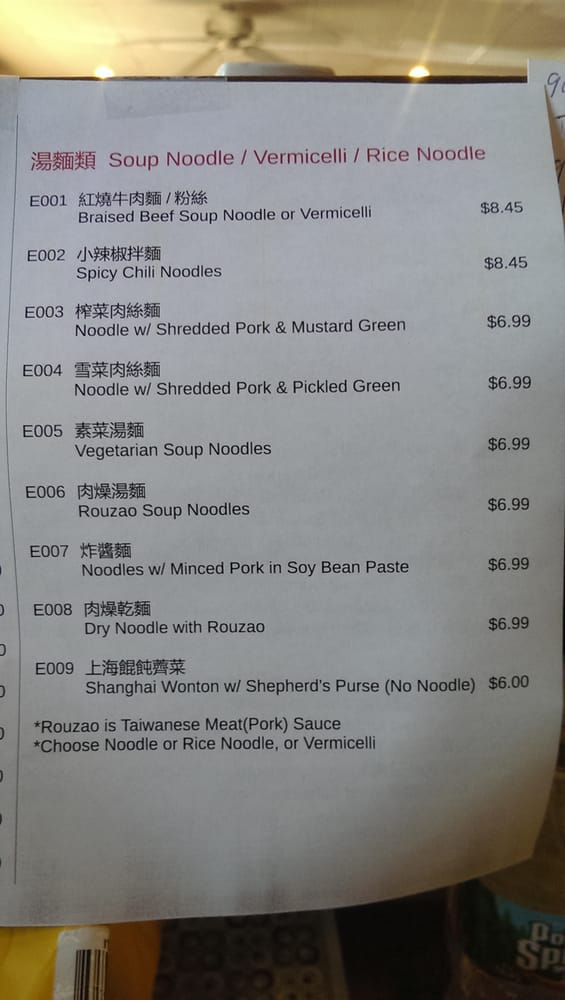 湯麵類 Soup Noodle / Vermicelli / Rice Noodle
E001 紅燒牛肉麵 / 粉絲
Braised Beef Soup Noodle or Vermicelli $8.45
E002 小辣椒拌麵
Spicy Chili Noodles $8.45
E003 榨菜肉絲麵
Noodle w/ Shredded Pork & Mustard Green $6.99
E004 雪菜肉絲麵
Noodle w/ Shredded Pork & Pickled Green $6.99
E005 素菜湯麵
Vegetarian Soup Noodles $6.99
E006 肉燥湯麵
Rouzao Soup Noodles $6.99
E007 炸醬麵
Noodles w/ Minced Pork in Soy Bean Paste $6.99
E008 肉燥乾麵
Dry Noodle with Rouzao $6.99
E009 上海餛飩薺菜
Shanghai Wonton w/ Shepherd's Purse (No Noodle) $6.00
*Rouzao is Taiwanese Meat(Pork) Sauce
*Choose Noodle or Rice Noodle, or Vermicelli